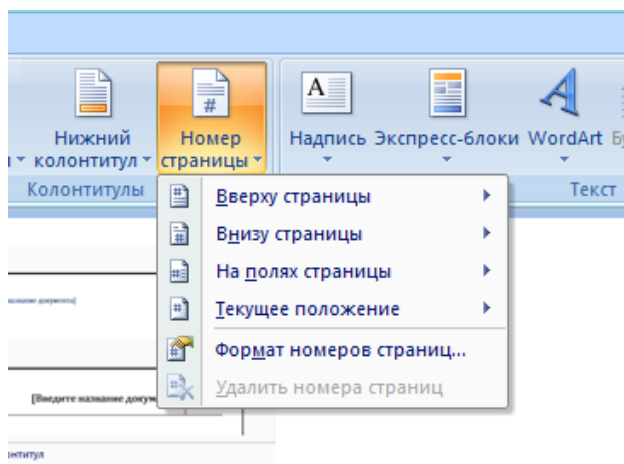 Нижний колонтитул
Номер страницы
Надпись Экспресс-блоки WordArt
Колонтитулы
Текст
Вверху страницы
Внизу страницы
На полях страницы
Текущее положение
Формат номеров страниц...
Удалить номера страниц
[Введите название докум
онтитул